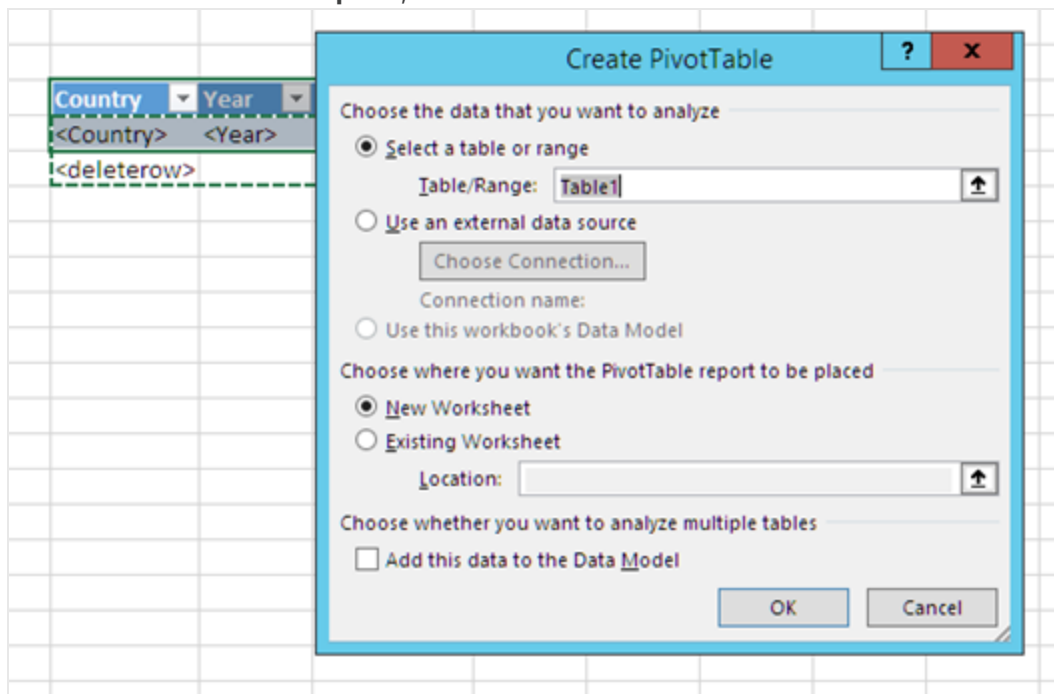 Create PivotTable
?
x
Country Year
<Country> <Year>
<deleterow>
Choose the data that you want to analyze
Select a table or range
Table/Range: Table1
Use an external data source
Choose Connection...
Connection name:
Use this workbook's Data Model
Choose where you want the PivotTable report to be placed
New Worksheet
Existing Worksheet
Location:
Choose whether you want to analyze multiple tables
Add this data to the Data Model
OK
Cancel